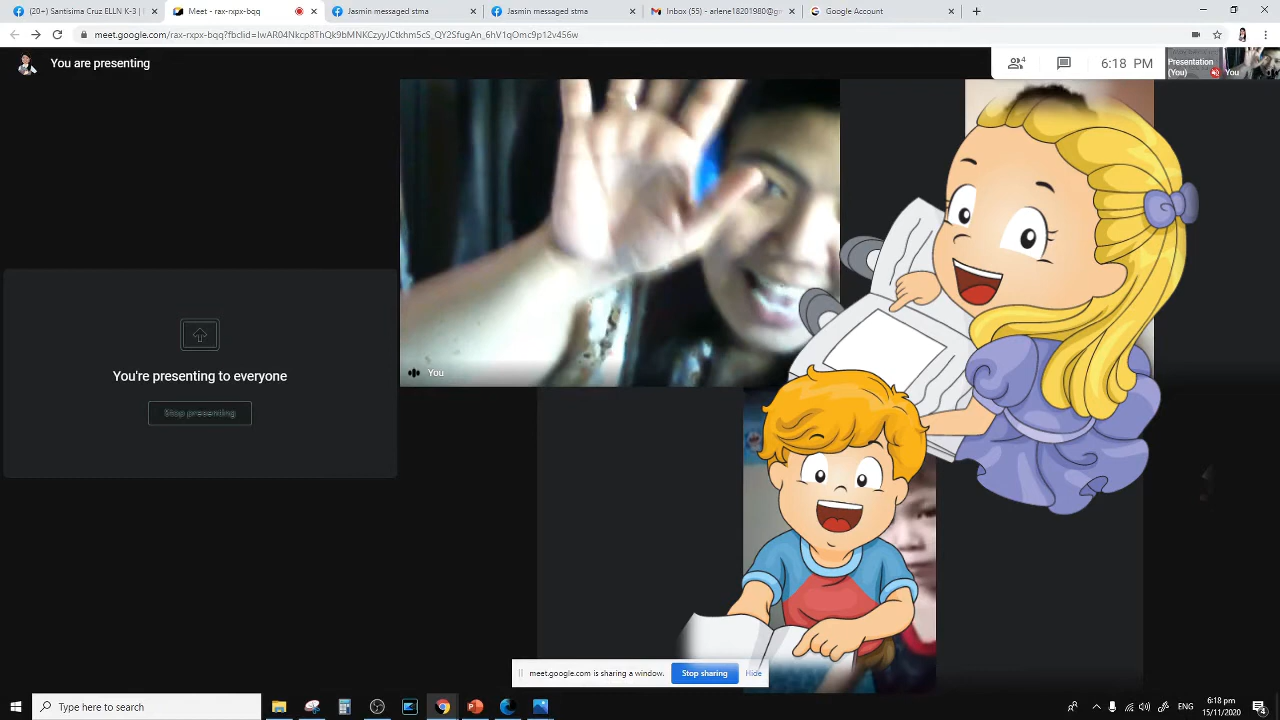 (20+) Santisima Cruz ELLN K-3 |
Meet - rax-rxpx-bqq
Jasmin messaged stma
Jasmin messaged stma
Inbox (55) - arlene18201980@gm
Google Account
meet.google.com/rax-rxpx-bqq?fbclid=IwAR04Nkcp8ThQk9bMNKCzyyJCtkhm5cS_QY2SfugAn_6hV1qOmc9p12v456w
You are presenting
4
6:18 PM
Presentation
(You)
You
You
You're presenting to everyone
Stop presenting
meet.google.com is sharing a window.
Stop sharing
Hide
Type here to search
ENG
6:18 pm
15/11/2020